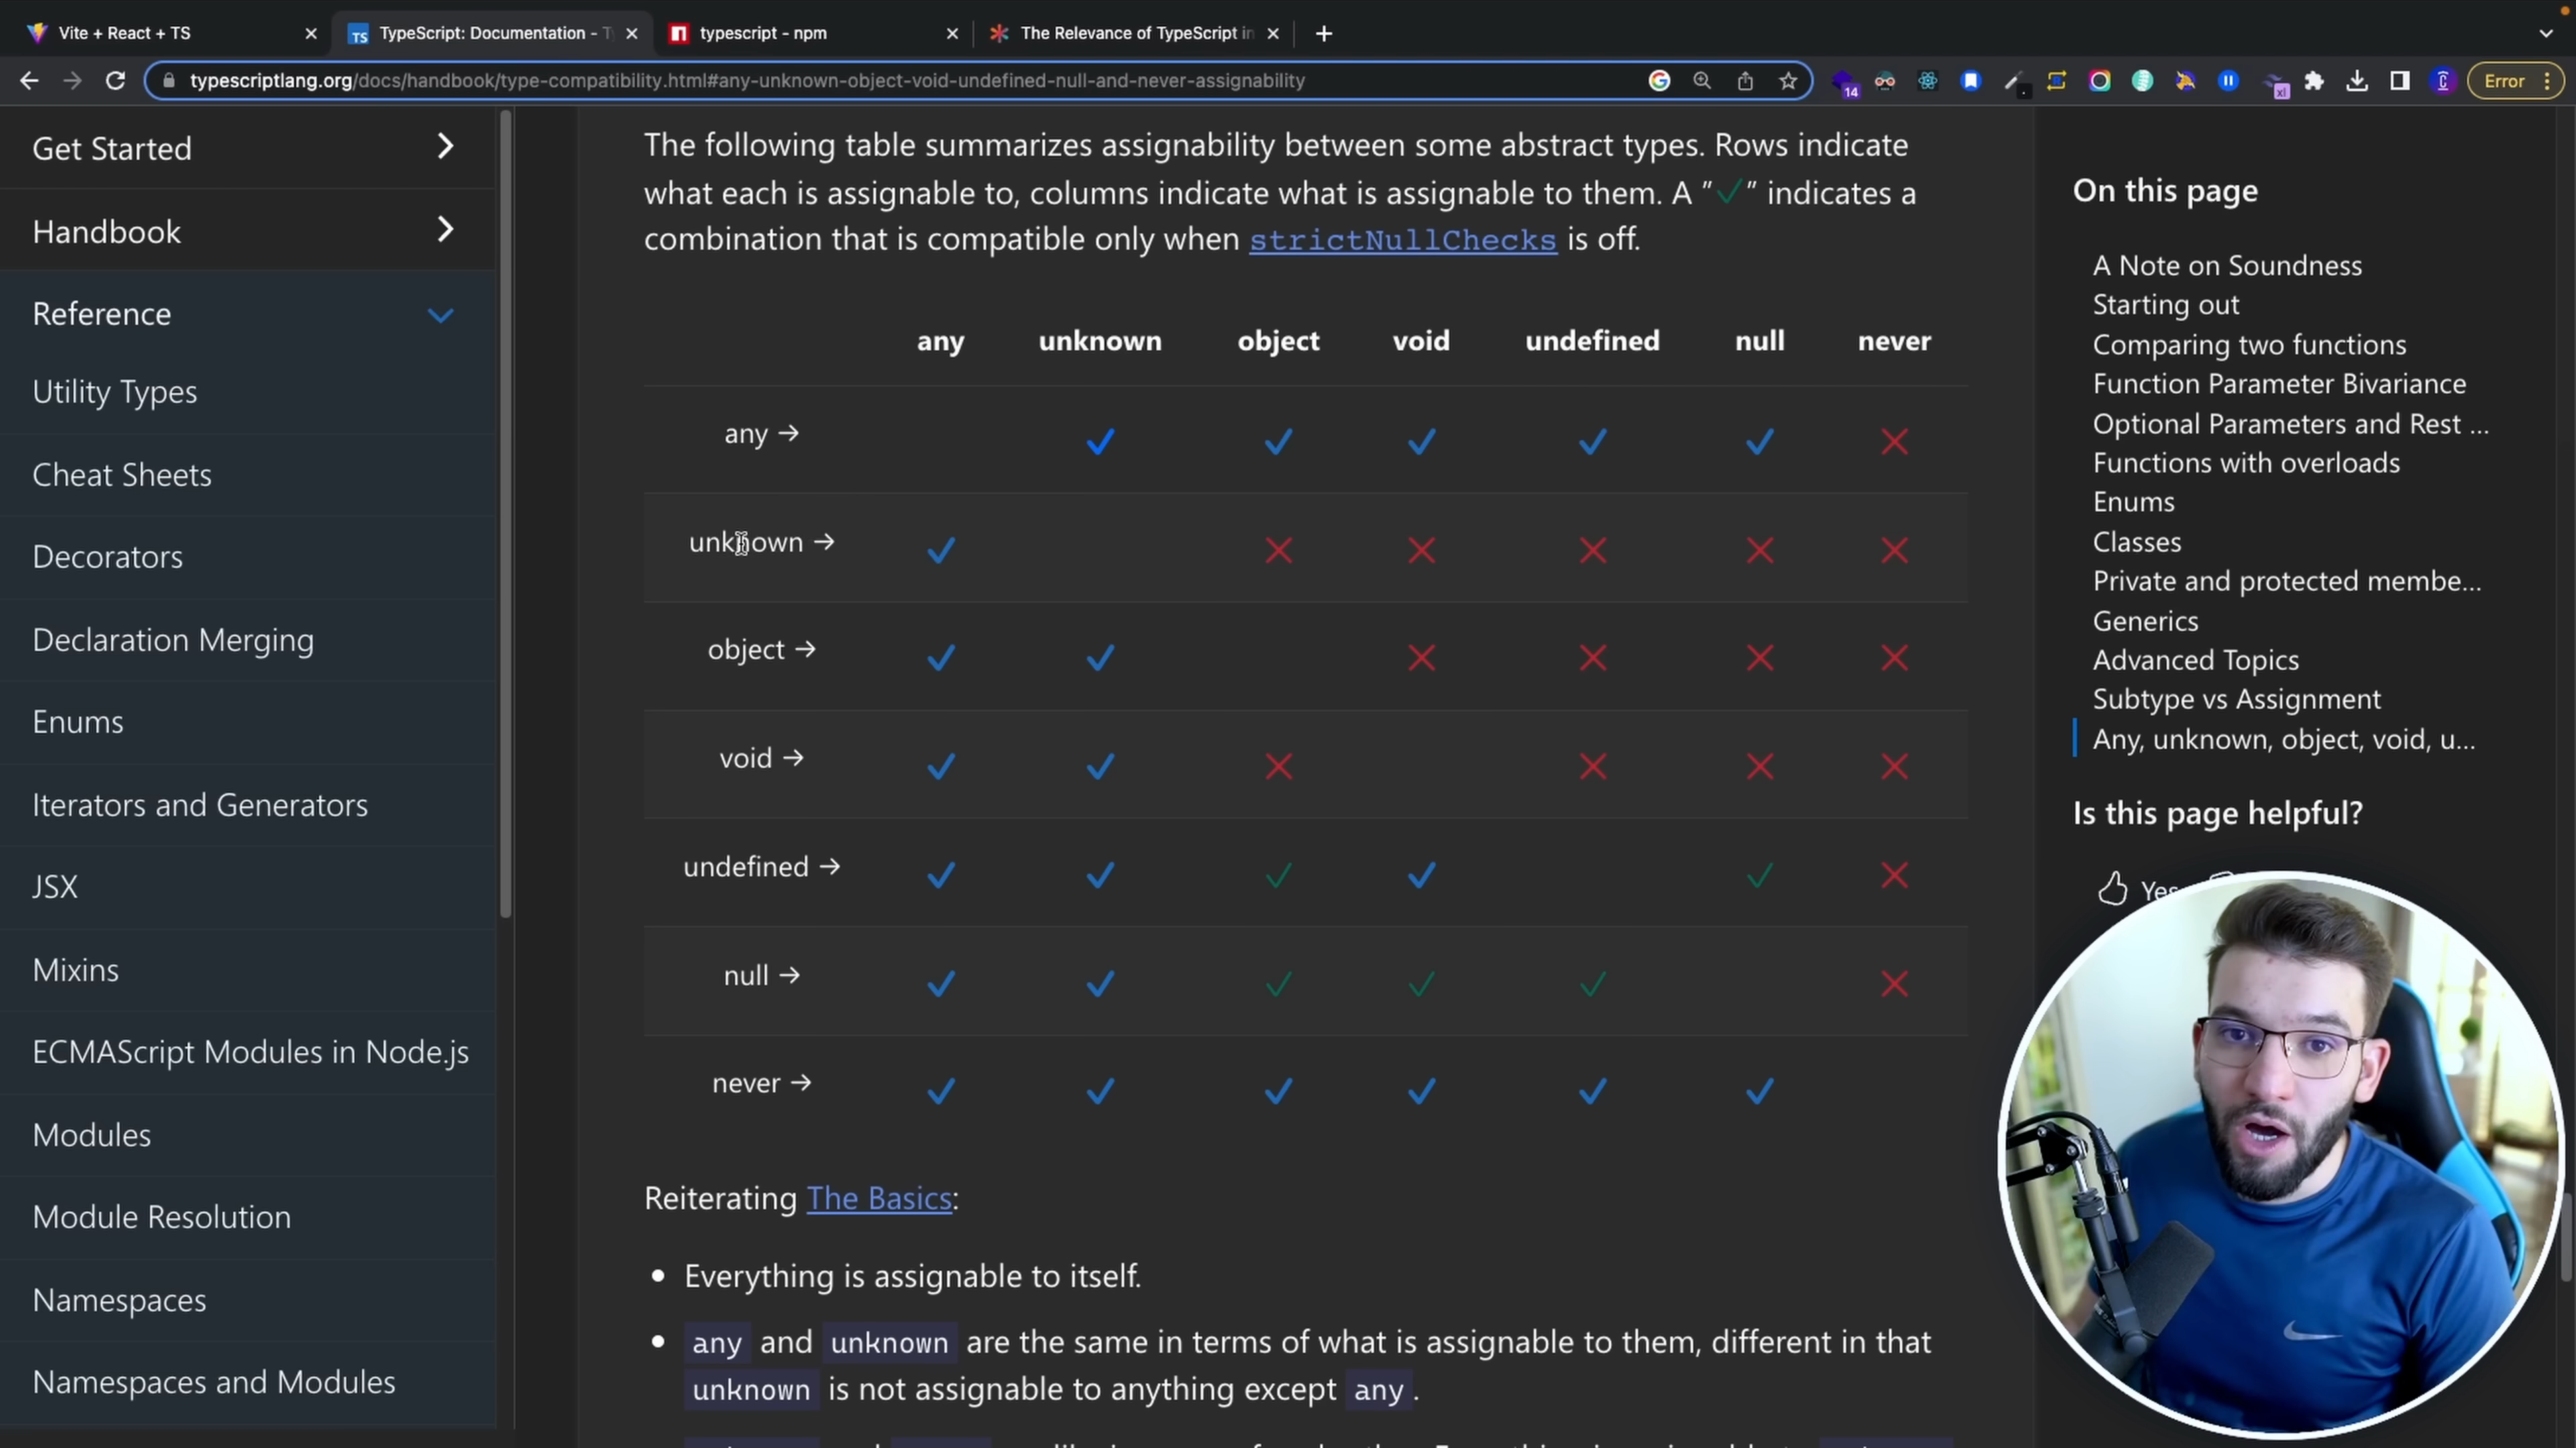 Vite + React + TS
TypeScript: Documentation - T
typescript - npm
The Relevance of TypeScript in
typescriptlang.org/docs/handbook/type-compatibility.html#any-unknown-object-void-undefined-null-and-never-assignability
14
xl
Error
Get Started
Handbook
Reference
Utility Types
Cheat Sheets
Decorators
Declaration Merging
Enums
Iterators and Generators
JSX
Mixins
ECMAScript Modules in Node.js
Modules
Module Resolution
Namespaces
Namespaces and Modules
The following table summarizes assignability between some abstract types. Rows indicate
what each is assignable to, columns indicate what is assignable to them. A "✓" indicates a
combination that is compatible only when strictNullChecks is off.
any unknown object void undefined null never
any → ✓ ✓ ✓ ✓ ✓ ✕
unknown → ✓ ✕ ✕ ✕ ✕ ✕
object → ✓ ✓ ✕ ✕ ✕ ✕
void → ✓ ✓ ✕ ✕ ✕ ✕
undefined → ✓ ✓ ✓ ✓ ✓ ✕
null → ✓ ✓ ✓ ✓ ✓ ✕
never → ✓ ✓ ✓ ✓ ✓ ✓
Reiterating The Basics:
• Everything is assignable to itself.
• any and unknown are the same in terms of what is assignable to them, different in that
unknown is not assignable to anything except any .
On this page
A Note on Soundness
Starting out
Comparing two functions
Function Parameter Bivariance
Optional Parameters and Rest ...
Functions with overloads
Enums
Classes
Private and protected membe...
Generics
Advanced Topics
Subtype vs Assignment
Any, unknown, object, void, u...
Is this page helpful?
Yes